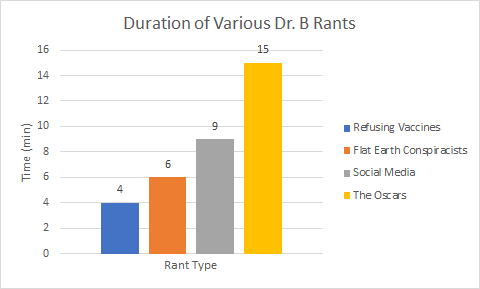 Duration of Various Dr. B Rants
Time (min)
16
14
12
10
8
6
4
2
0
4
6
9
15
Rant Type
Refusing Vaccines
Flat Earth Conspiracists
Social Media
The Oscars